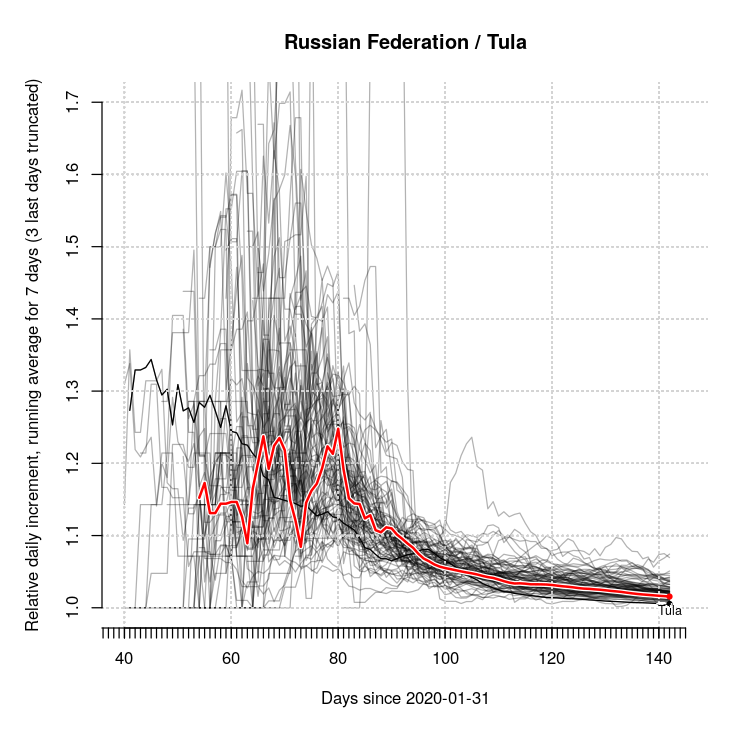 Russian Federation / Tula
Relative daily increment, running average for 7 days (3 last days truncated)
1.7
1.6
1.5
1.4
1.3
1.2
1.1
1.0
Tula
40 60 80 100 120 140
Days since 2020-01-31